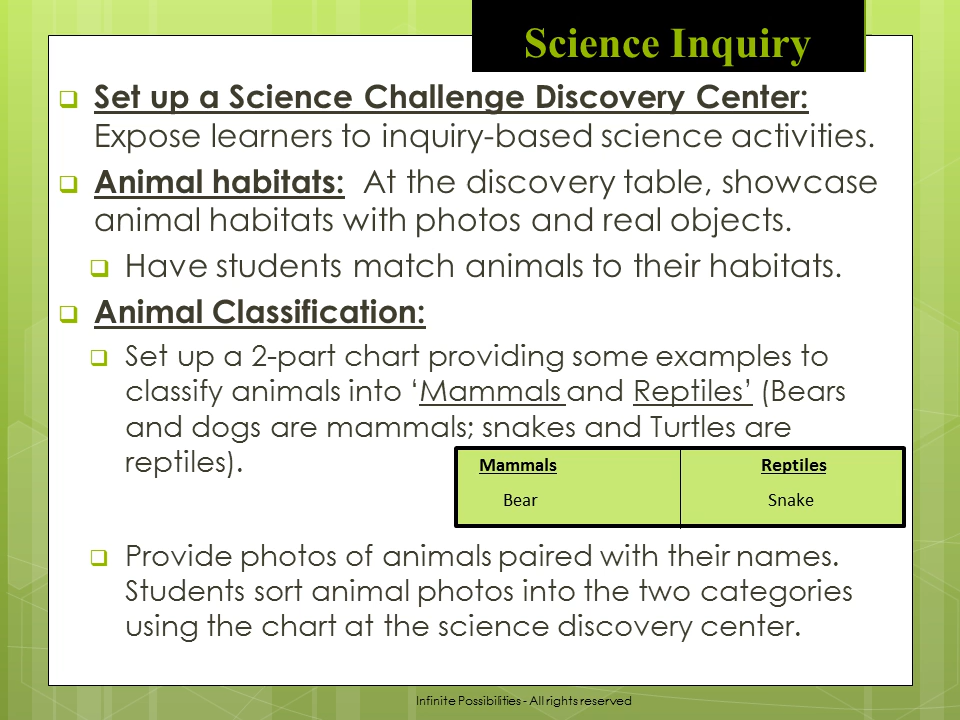 Science Inquiry
Set up a Science Challenge Discovery Center:
Expose learners to inquiry-based science activities.
Animal habitats: At the discovery table, showcase
animal habitats with photos and real objects.
Have students match animals to their habitats.
Animal Classification:
Set up a 2-part chart providing some examples to
classify animals into ‘Mammals and Reptiles’ (Bears
and dogs are mammals; snakes and Turtles are
reptiles).
Mammals Reptiles
Bear Snake
Provide photos of animals paired with their names.
Students sort animal photos into the two categories
using the chart at the science discovery center.
Infinite Possibilities - All rights reserved